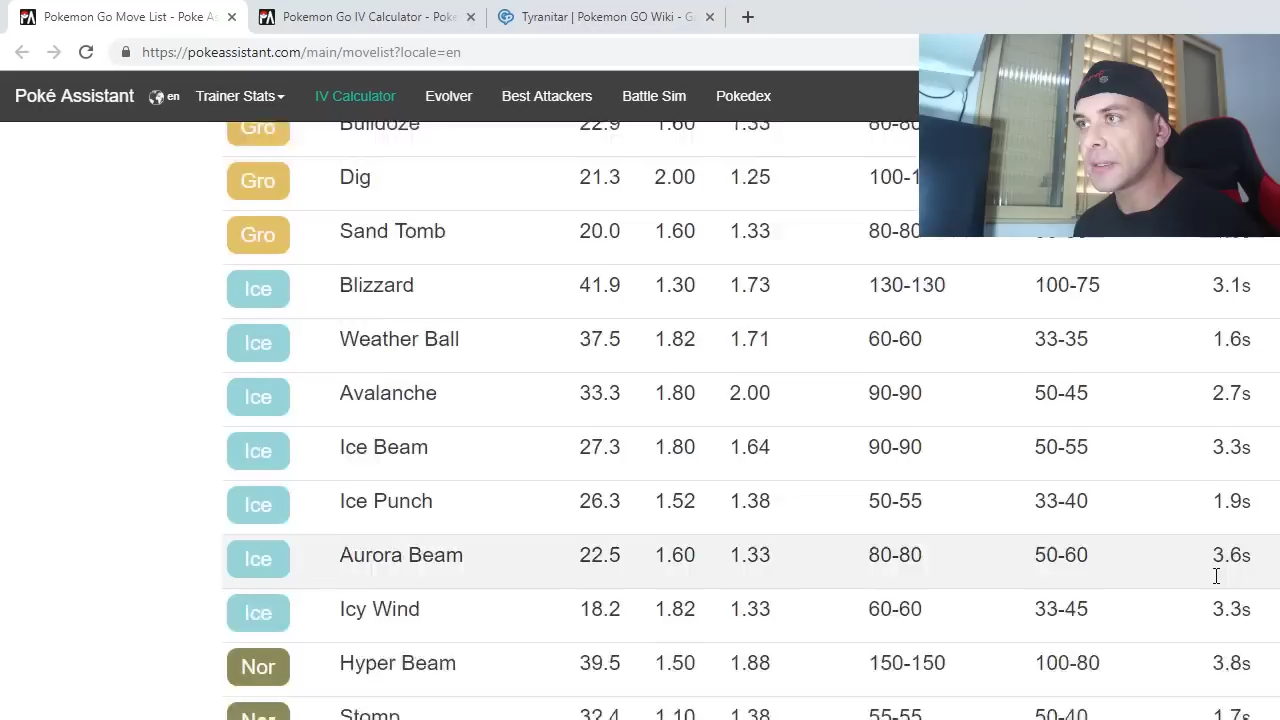 Pokemon Go Move List - Poke As
Pokemon Go IV Calculator - Poke
Tyranitar | Pokemon GO Wiki - G
https://pokeassistant.com/main/movelist?locale=en
Poké Assistant en Trainer Stats IV Calculator Evolver Best Attackers Battle Sim Pokedex
Gro Bulldoze 22.9 1.60 1.33 80-80
Gro Dig 21.3 2.00 1.25 100-1
Gro Sand Tomb 20.0 1.60 1.33 80-80
Ice Blizzard 41.9 1.30 1.73 130-130 100-75 3.1s
Ice Weather Ball 37.5 1.82 1.71 60-60 33-35 1.6s
Ice Avalanche 33.3 1.80 2.00 90-90 50-45 2.7s
Ice Ice Beam 27.3 1.80 1.64 90-90 50-55 3.3s
Ice Ice Punch 26.3 1.52 1.38 50-55 33-40 1.9s
Ice Aurora Beam 22.5 1.60 1.33 80-80 50-60 3.6s
Ice Icy Wind 18.2 1.82 1.33 60-60 33-45 3.3s
Nor Hyper Beam 39.5 1.50 1.88 150-150 100-80 3.8s
Nor Stomp 32.4 1.10 1.38 55-55 50-40 1.7s